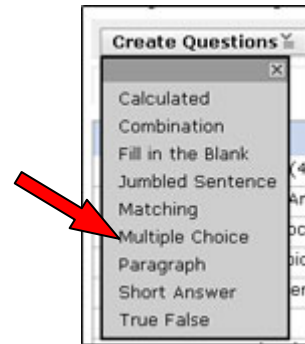 Create Questions
Calculated
Combination
Fill in the Blank
Jumbled Sentence
Matching
Multiple Choice
Paragraph
Short Answer
True False